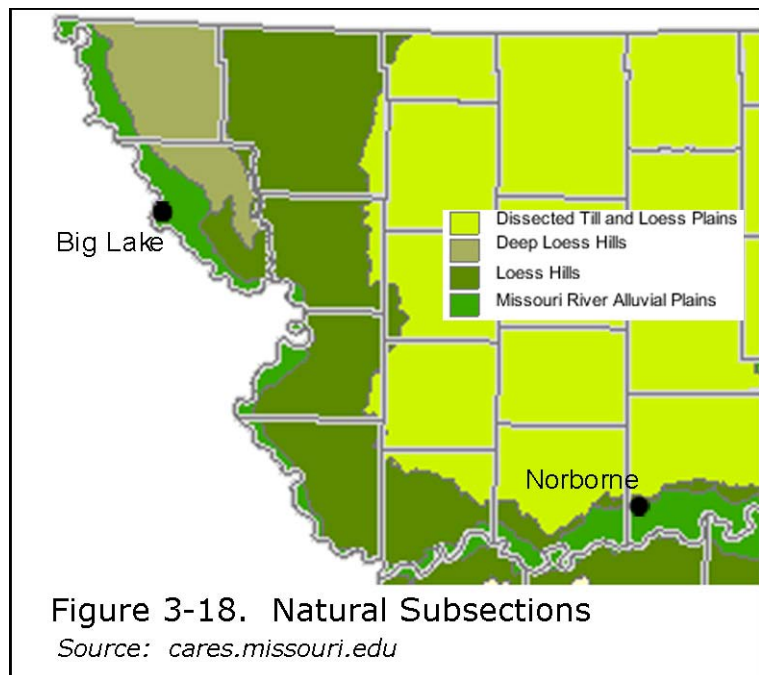 Big Lake
Dissected Till and Loess Plains
Deep Loess Hills
Loess Hills
Missouri River Alluvial Plains
Norborne
Figure 3-18. Natural Subsections
Source: cares.missouri.edu